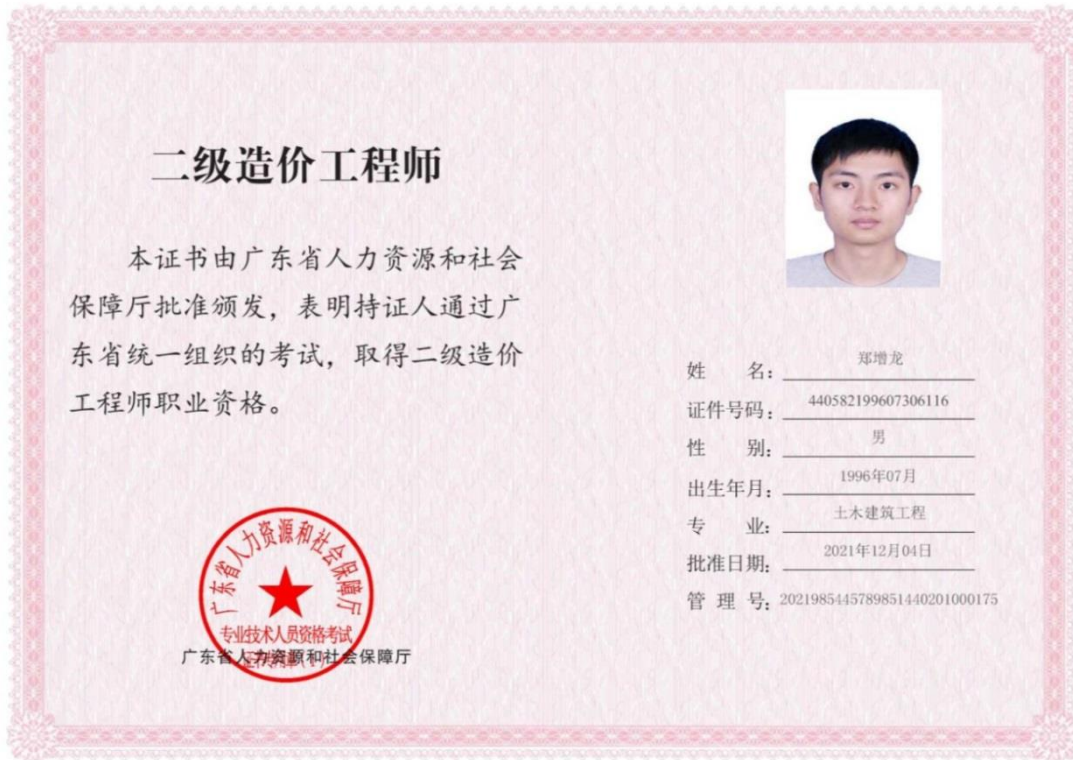 二级造价工程师
本证书由广东省人力资源和社会
保障厅批准颁发，表明持证人通过广
东省统一组织的考试，取得二级造价
工程师职业资格。
广东省人力资源和社会保障厅
专业技术人员资格考试
广东省人力资源和社会保障厅
姓 名：郑增龙
证件号码：440582199607306116
性 别：男
出生年月：1996年07月
专 业：土木建筑工程
批准日期：2021年12月04日
管 理 号：20219854457898514402010​00175